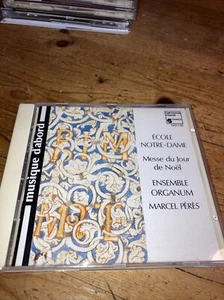 musique d'abord
ÉCOLE
NOTRE-DAME
Messe du Jour
de Noël
ENSEMBLE
ORGANUM
MARCEL PÉRÈS